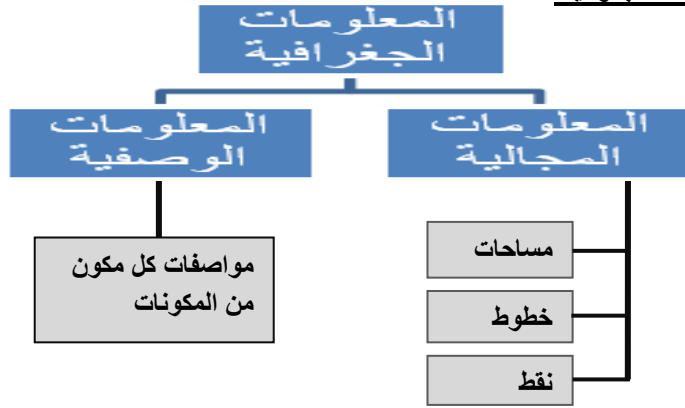 المعلومات
الجغرافية
المعلومات
المجالية
المعلومات
الوصفية
مساحات
خطوط
نقط
مواصفات كل مكون
من المكونات